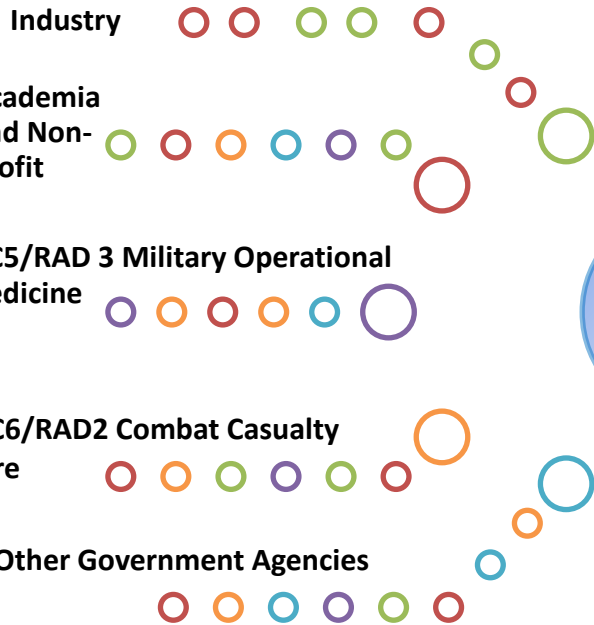 Industry
cademia
nd Non-
ofit
C5/RAD 3 Military Operational
edicine
C6/RAD2 Combat Casualty
re
Other Government Agencies